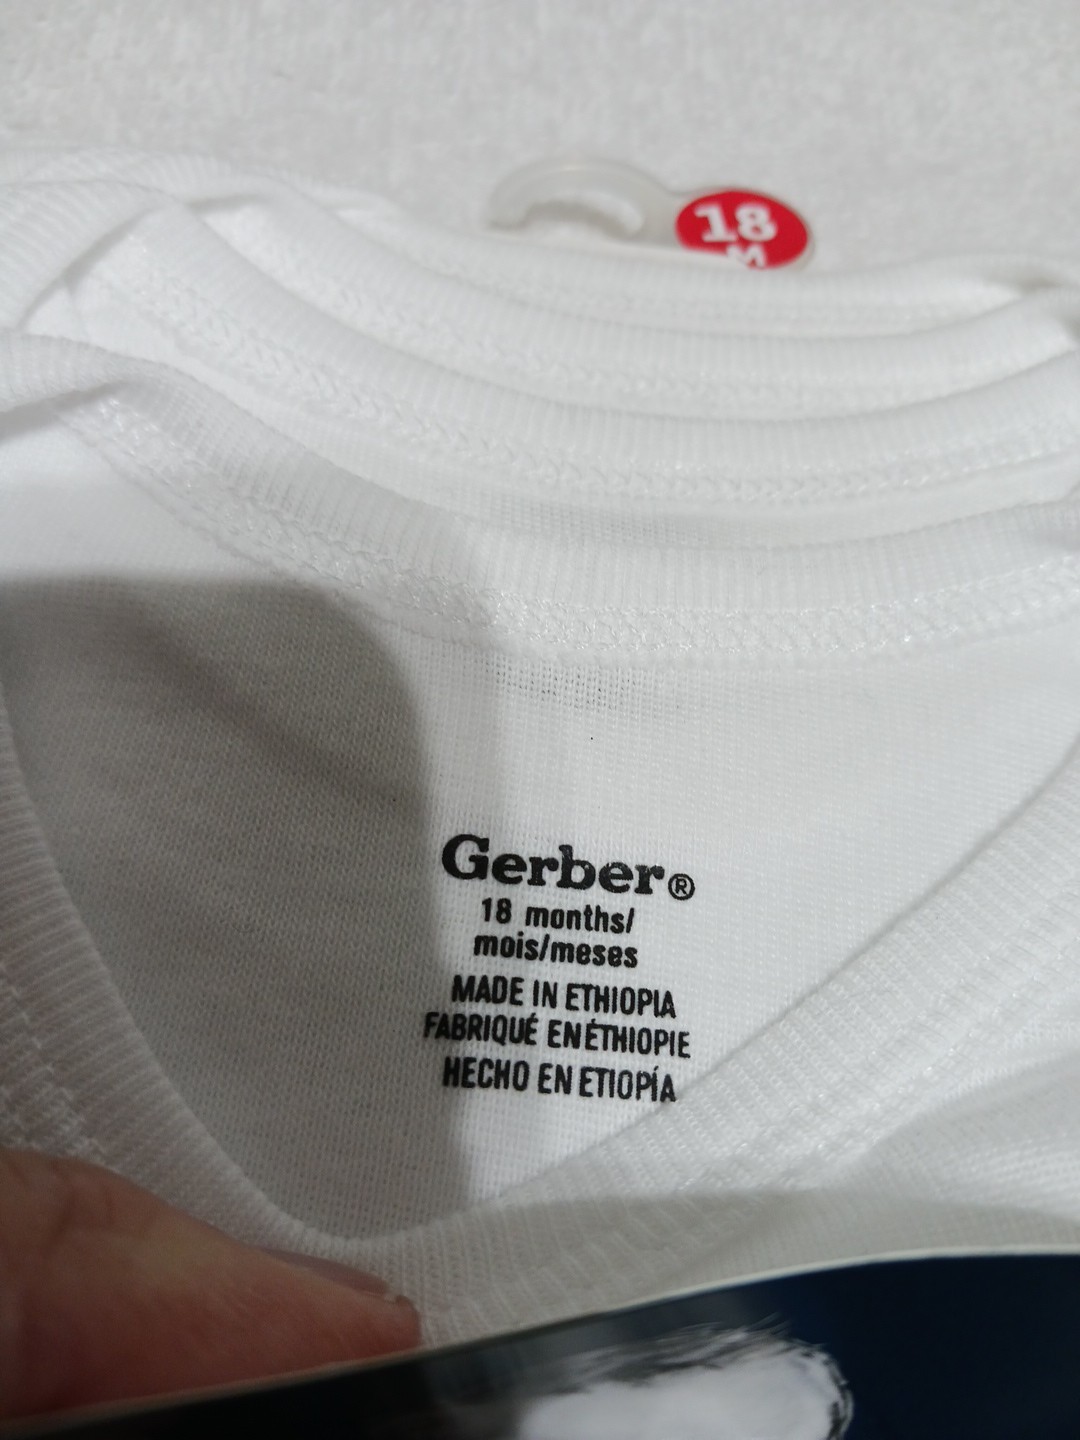 18
M
Gerber®
18 months/
mois/meses
MADE IN ETHIOPIA
FABRIQUÉ EN ÉTHIOPIE
HECHO EN ETIOPÍA